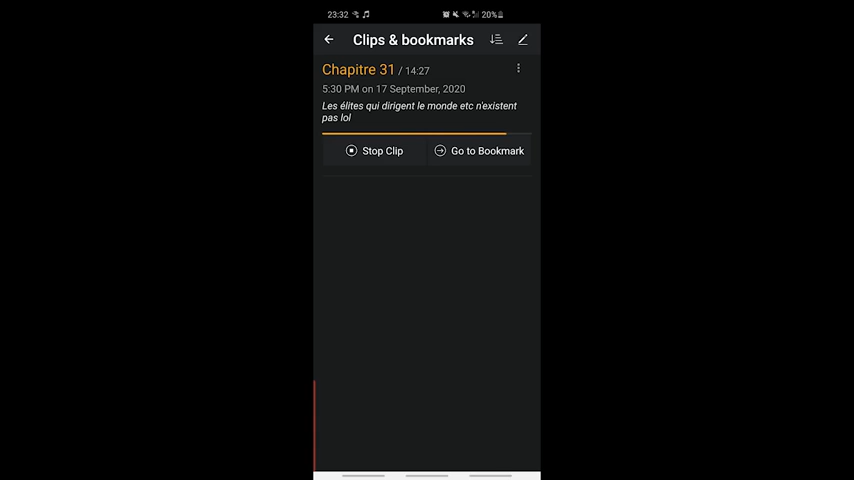 23:32 20%
Clips & bookmarks
Chapitre 31 / 14:27
5:30 PM on 17 September, 2020
Les élites qui dirigent le monde etc n'existent
pas lol
Stop Clip Go to Bookmark